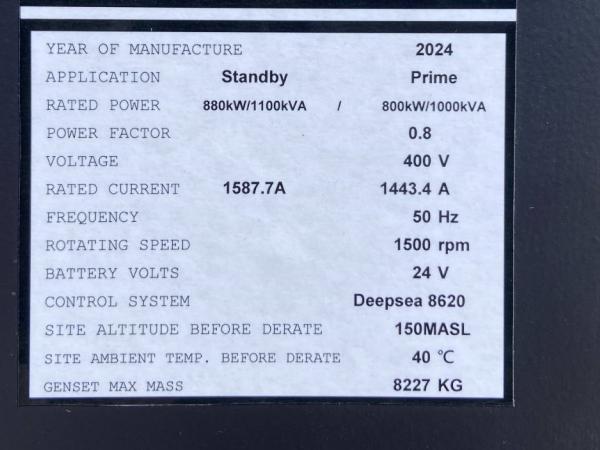 YEAR OF MANUFACTURE 2024
APPLICATION Standby Prime
RATED POWER 880kW/1100kVA / 800kW/1000kVA
POWER FACTOR 0.8
VOLTAGE 400 V
RATED CURRENT 1587.7A 1443.4 A
FREQUENCY 50 Hz
ROTATING SPEED 1500 rpm
BATTERY VOLTS 24 V
CONTROL SYSTEM Deepsea 8620
SITE ALTITUDE BEFORE DERATE 150MASL
SITE AMBIENT TEMP. BEFORE DERATE 40 ℃
GENSET MAX MASS 8227 KG